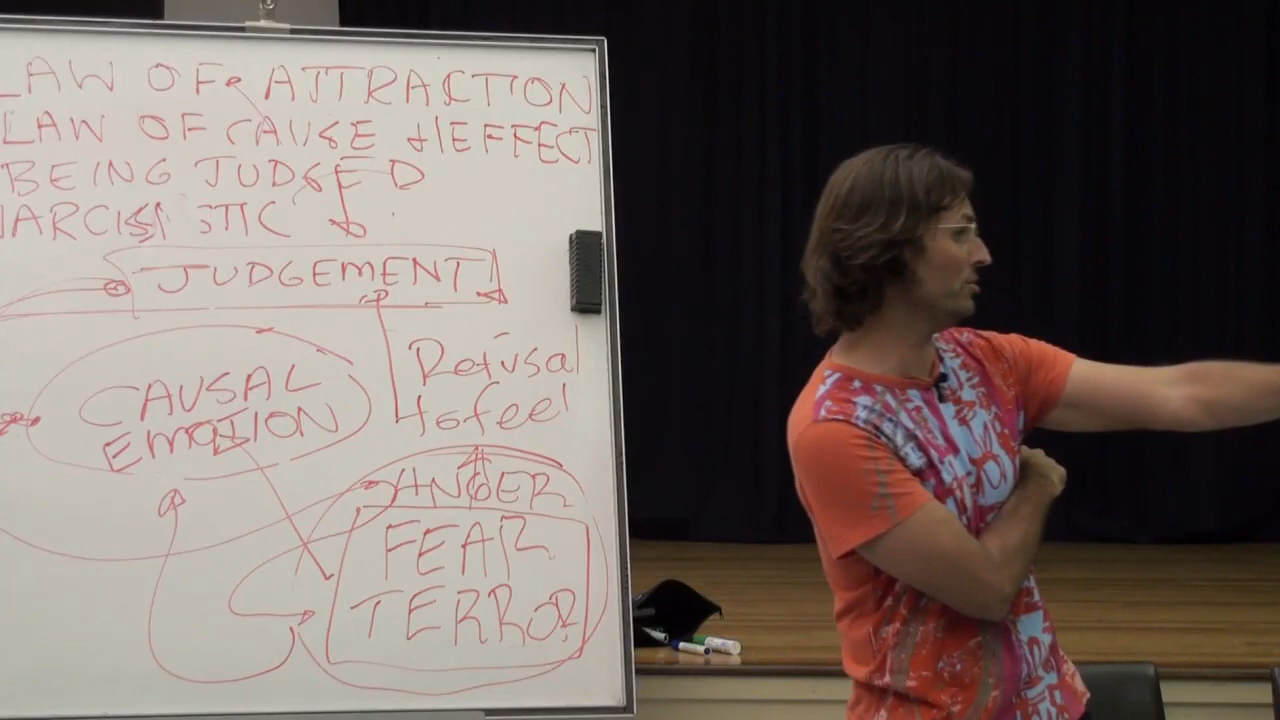 LAW OF ATTRACTION
LAW OF CAUSE + EFFECT
BEING JUDGED
NARCISSISTIC
JUDGEMENT
Refusal
to feel
CAUSAL
EMOTION
ANGER
FEAR
TERROR